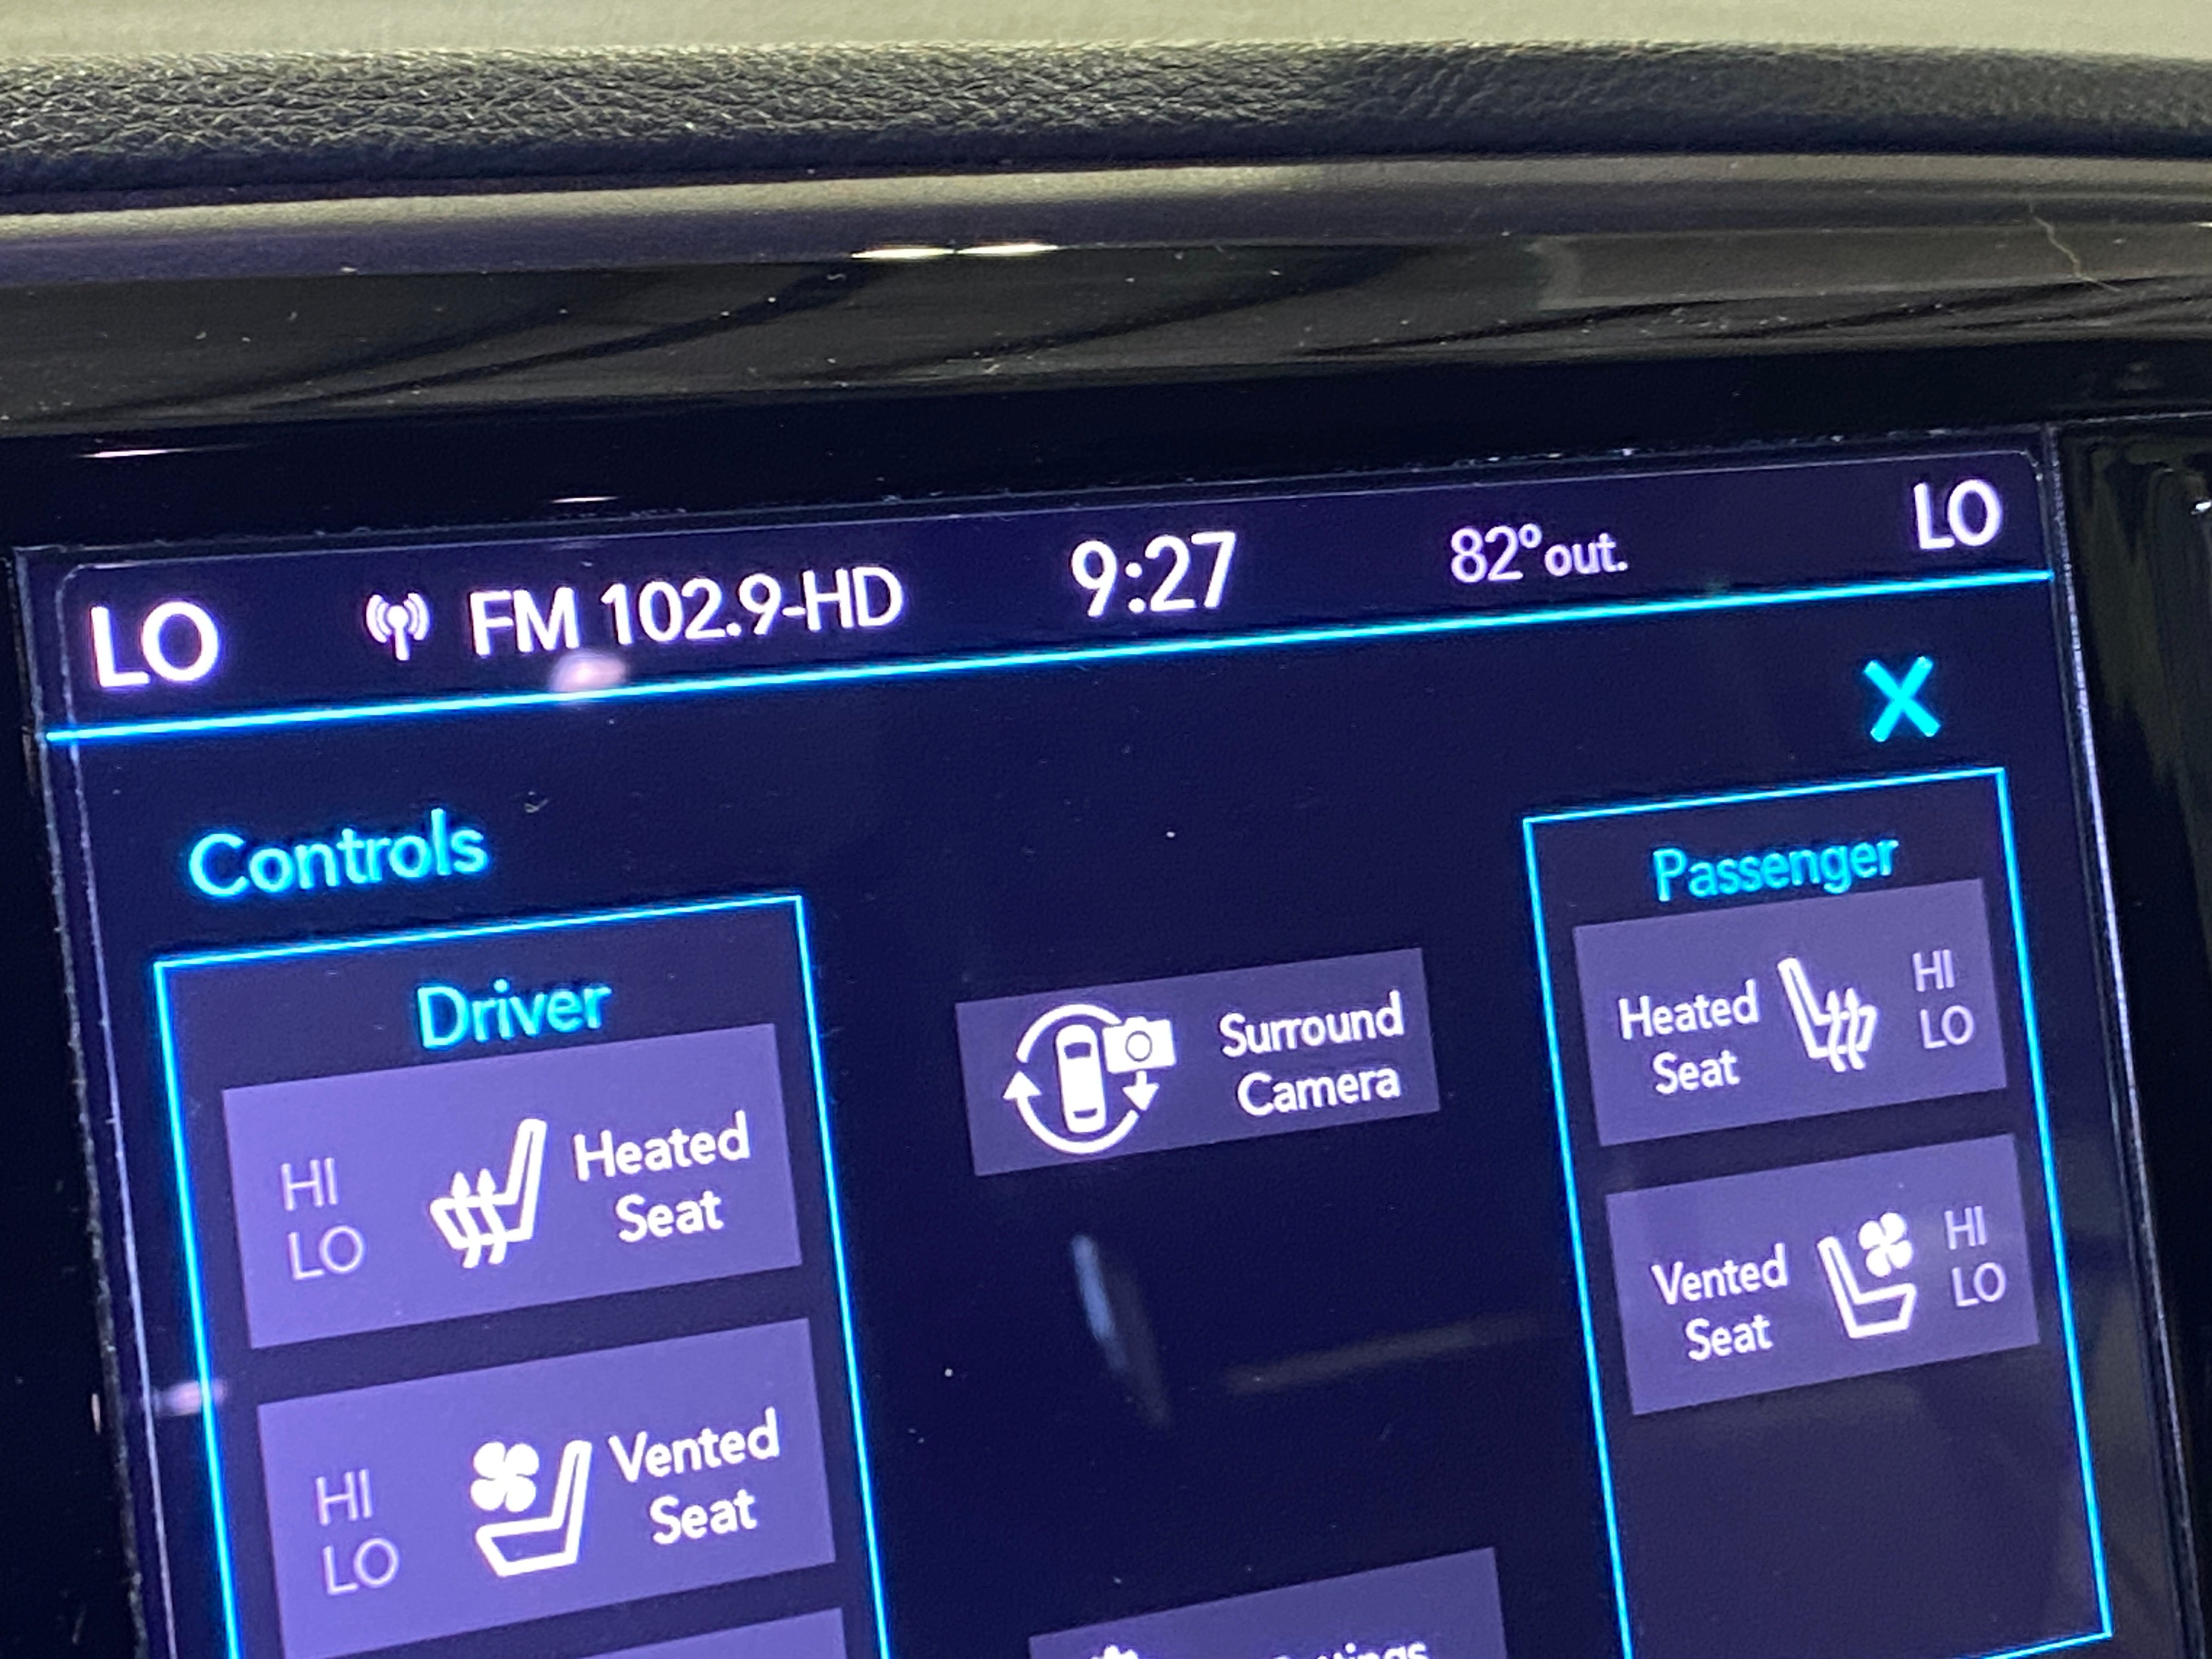 LO FM 102.9-HD 9:27 82°out. LO
X
Controls
Driver
HI
LO
Heated
Seat
HI
LO
Vented
Seat
Surround
Camera
Passenger
Heated
Seat
HI
LO
Vented
Seat
HI
LO